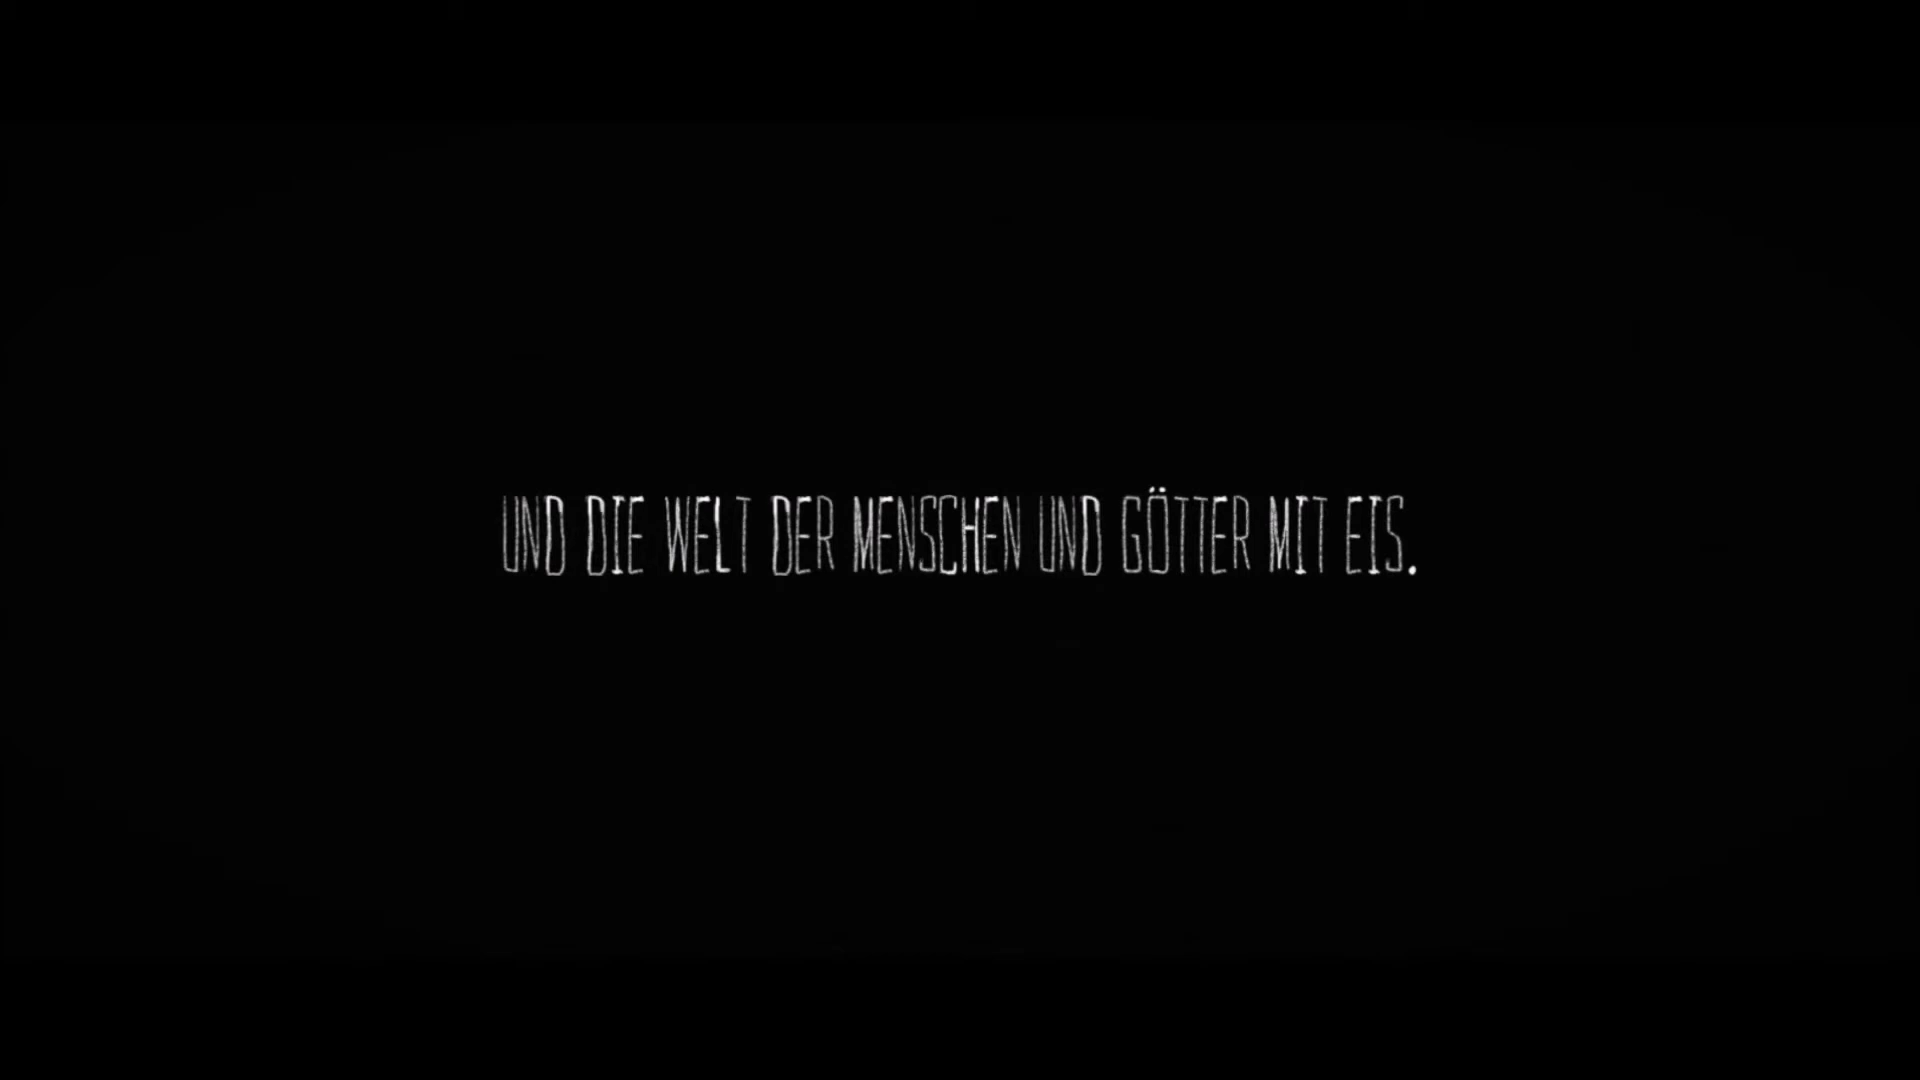 UND DIE WELT DER MENSCHEN UND GÖTTER MIT EIS.